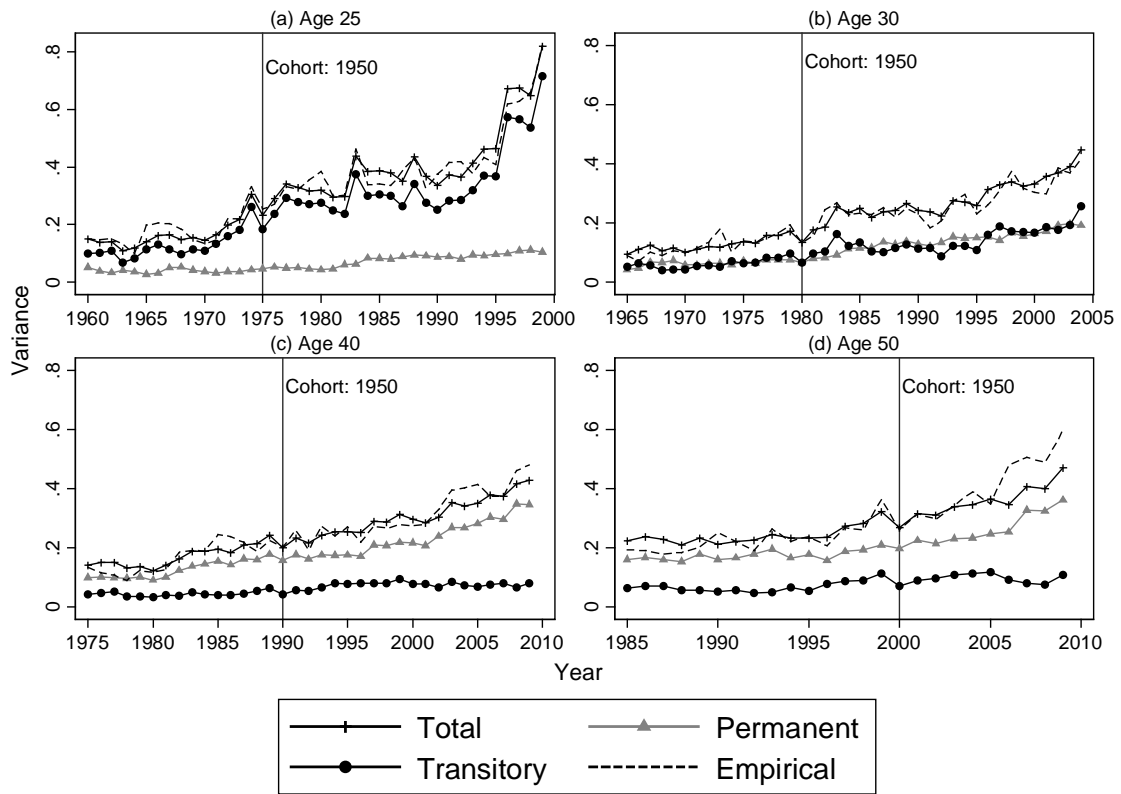 (a) Age 25
(b) Age 30
Variance
0 .2 .4 .6 .8
Cohort: 1950
1960 1965 1970 1975 1980 1985 1990 1995 2000
0 .2 .4 .6 .8
Cohort: 1950
1965 1970 1975 1980 1985 1990 1995 2000 2005
(c) Age 40
(d) Age 50
0 .2 .4 .6 .8
Cohort: 1950
1975 1980 1985 1990 1995 2000 2005 2010
0 .2 .4 .6 .8
Cohort: 1950
1985 1990 1995 2000 2005 2010
Year
Total Permanent
Transitory Empirical